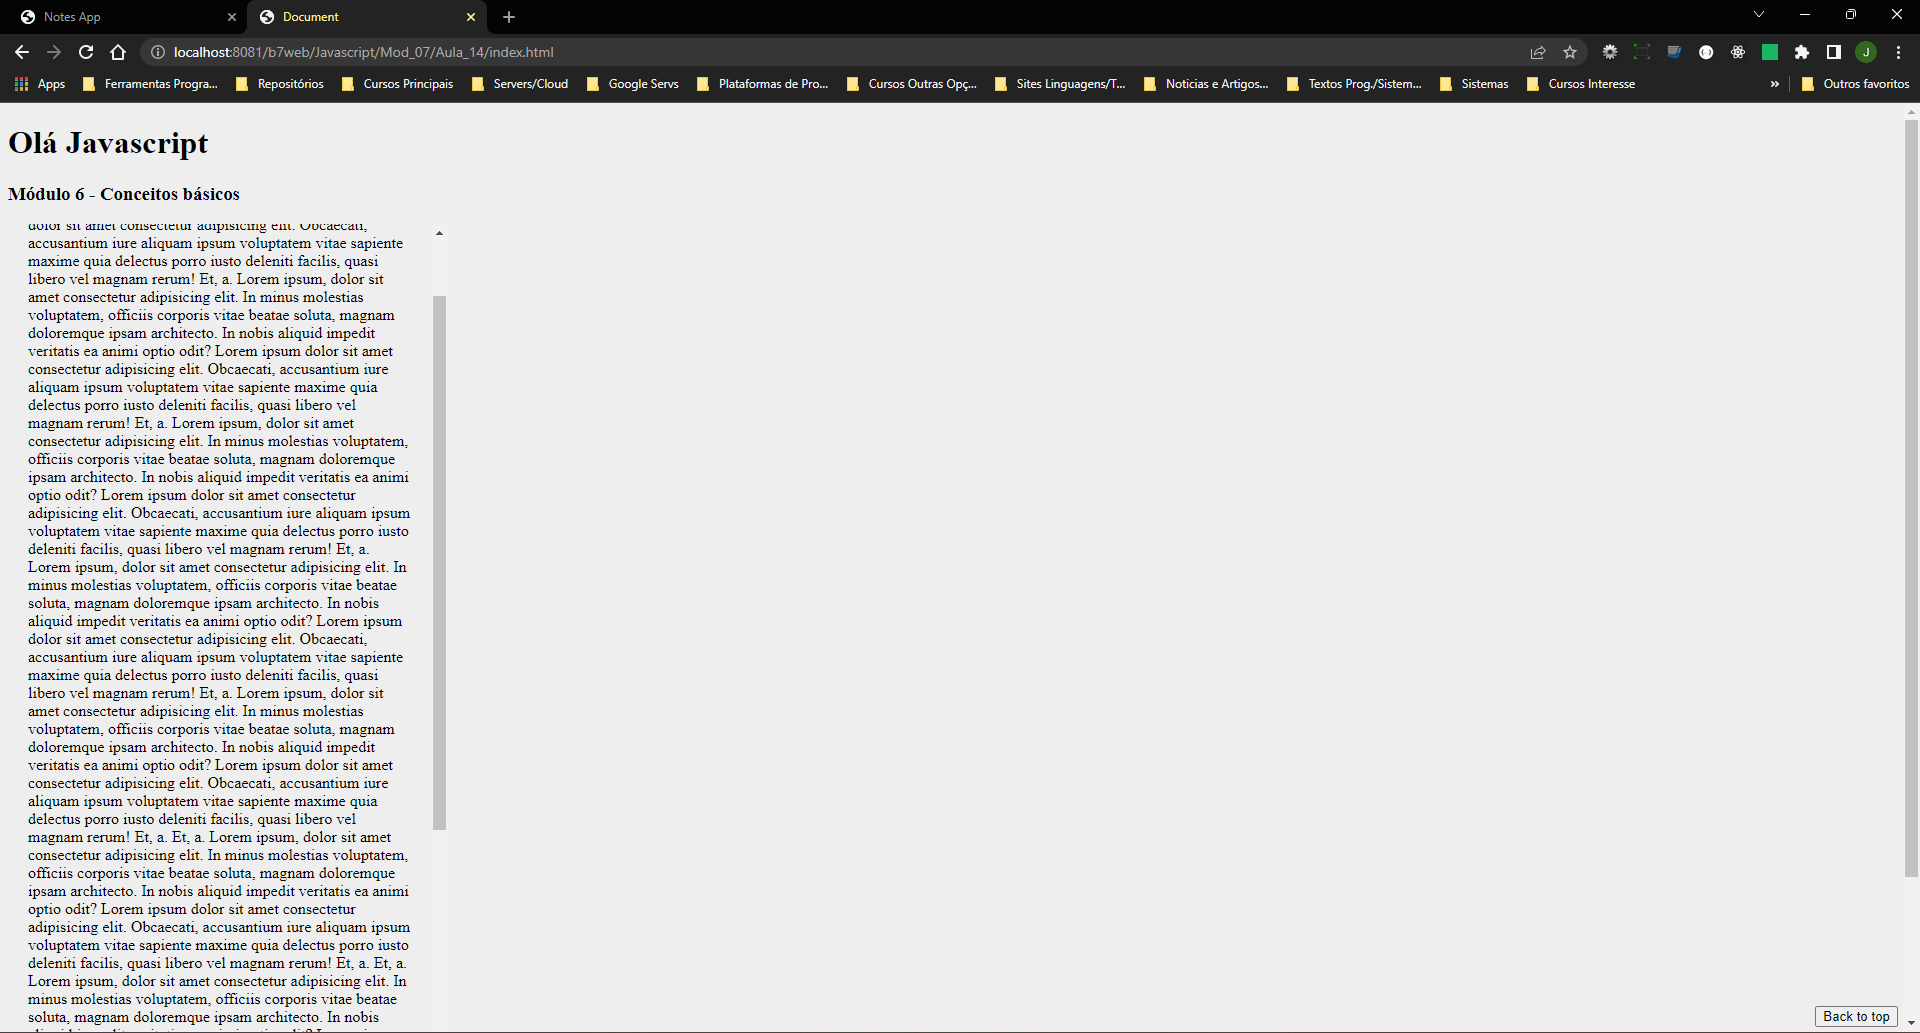 Notes App
Document
localhost:8081/b7web/Javascript/Mod_07/Aula_14/index.html
J
Apps
Ferramentas Progra...
Repositórios
Cursos Principais
Servers/Cloud
Google Servs
Plataformas de Pro...
Cursos Outras Opç...
Sites Linguagens/T...
Noticias e Artigos...
Textos Prog./Sistem...
Sistemas
Cursos Interesse
»
Outros favoritos
Olá Javascript
Módulo 6 - Conceitos básicos
dolor sit amet consectetur adipisicing elit. Obcaecati,
accusantium iure aliquam ipsum voluptatem vitae sapiente
maxime quia delectus porro iusto deleniti facilis, quasi
libero vel magnam rerum! Et, a. Lorem ipsum, dolor sit
amet consectetur adipisicing elit. In minus molestias
voluptatem, officiis corporis vitae beatae soluta, magnam
doloremque ipsam architecto. In nobis aliquid impedit
veritatis ea animi optio odit? Lorem ipsum dolor sit amet
consectetur adipisicing elit. Obcaecati, accusantium iure
aliquam ipsum voluptatem vitae sapiente maxime quia
delectus porro iusto deleniti facilis, quasi libero vel
magnam rerum! Et, a. Lorem ipsum, dolor sit amet
consectetur adipisicing elit. In minus molestias voluptatem,
officiis corporis vitae beatae soluta, magnam doloremque
ipsam architecto. In nobis aliquid impedit veritatis ea animi
optio odit? Lorem ipsum dolor sit amet consectetur
adipisicing elit. Obcaecati, accusantium iure aliquam ipsum
voluptatem vitae sapiente maxime quia delectus porro iusto
deleniti facilis, quasi libero vel magnam rerum! Et, a.
Lorem ipsum, dolor sit amet consectetur adipisicing elit. In
minus molestias voluptatem, officiis corporis vitae beatae
soluta, magnam doloremque ipsam architecto. In nobis
aliquid impedit veritatis ea animi optio odit? Lorem ipsum
dolor sit amet consectetur adipisicing elit. Obcaecati,
accusantium iure aliquam ipsum voluptatem vitae sapiente
maxime quia delectus porro iusto deleniti facilis, quasi
libero vel magnam rerum! Et, a. Lorem ipsum, dolor sit
amet consectetur adipisicing elit. In minus molestias
voluptatem, officiis corporis vitae beatae soluta, magnam
doloremque ipsam architecto. In nobis aliquid impedit
veritatis ea animi optio odit? Lorem ipsum dolor sit amet
consectetur adipisicing elit. Obcaecati, accusantium iure
aliquam ipsum voluptatem vitae sapiente maxime quia
delectus porro iusto deleniti facilis, quasi libero vel
magnam rerum! Et, a. Et, a. Lorem ipsum, dolor sit amet
consectetur adipisicing elit. In minus molestias voluptatem,
officiis corporis vitae beatae soluta, magnam doloremque
ipsam architecto. In nobis aliquid impedit veritatis ea animi
optio odit? Lorem ipsum dolor sit amet consectetur
adipisicing elit. Obcaecati, accusantium iure aliquam ipsum
voluptatem vitae sapiente maxime quia delectus porro iusto
deleniti facilis, quasi libero vel magnam rerum! Et, a. Et, a.
Lorem ipsum, dolor sit amet consectetur adipisicing elit. In
minus molestias voluptatem, officiis corporis vitae beatae
soluta, magnam doloremque ipsam architecto. In nobis
Back to top